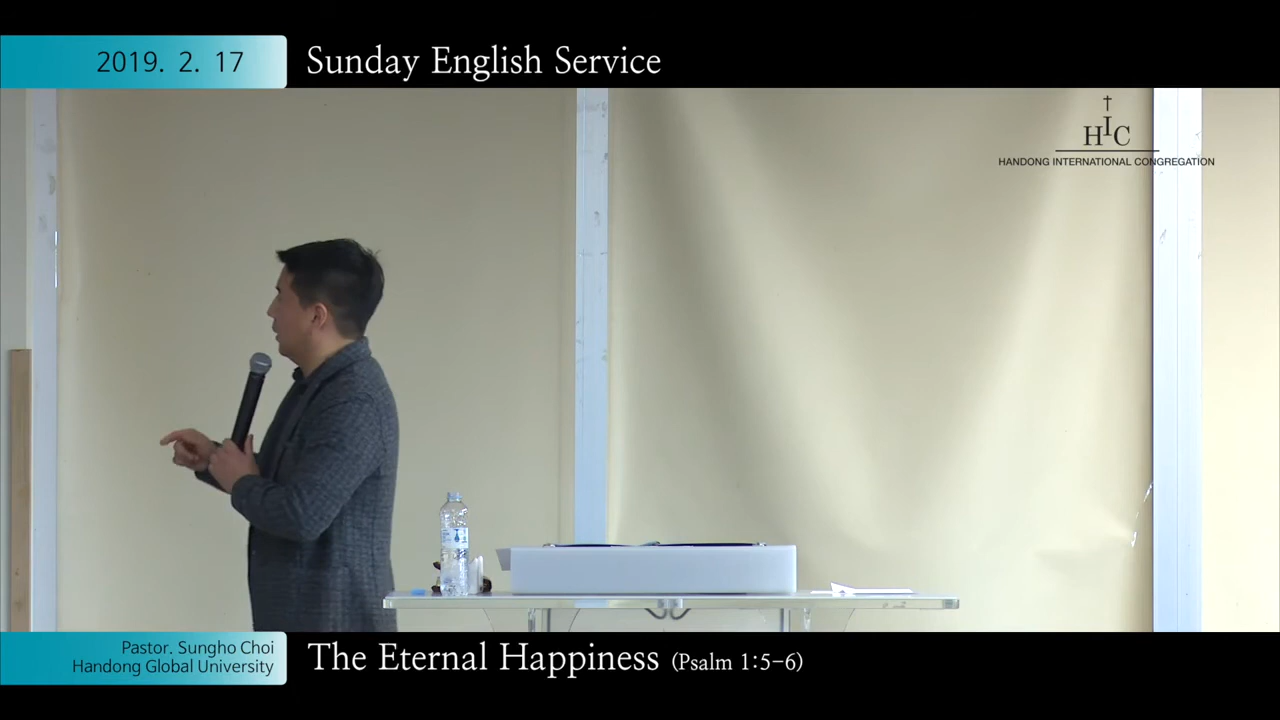 2019. 2. 17
Sunday English Service
HIC
HANDONG INTERNATIONAL CONGREGATION
Pastor. Sungho Choi
Handong Global University
The Eternal Happiness (Psalm 1:5-6)